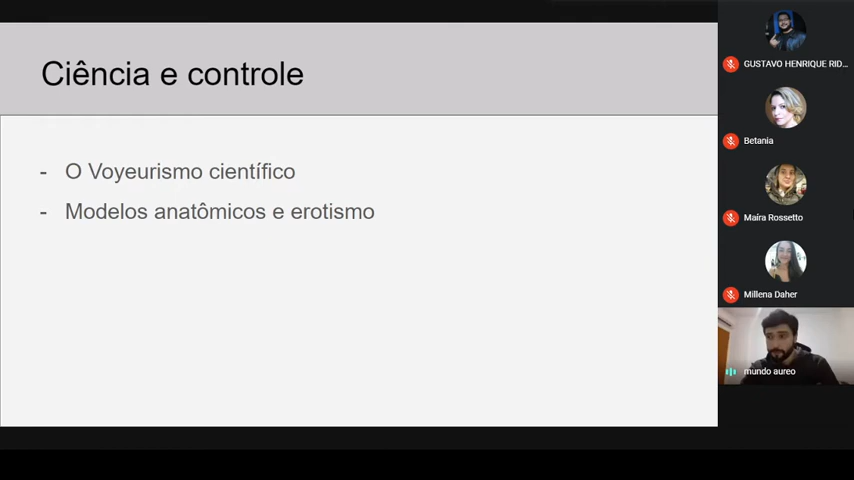 Ciência e controle
- O Voyeurismo científico
- Modelos anatômicos e erotismo
GUSTAVO HENRIQUE RID...
Betania
Maíra Rossetto
Millena Daher
mundo aureo